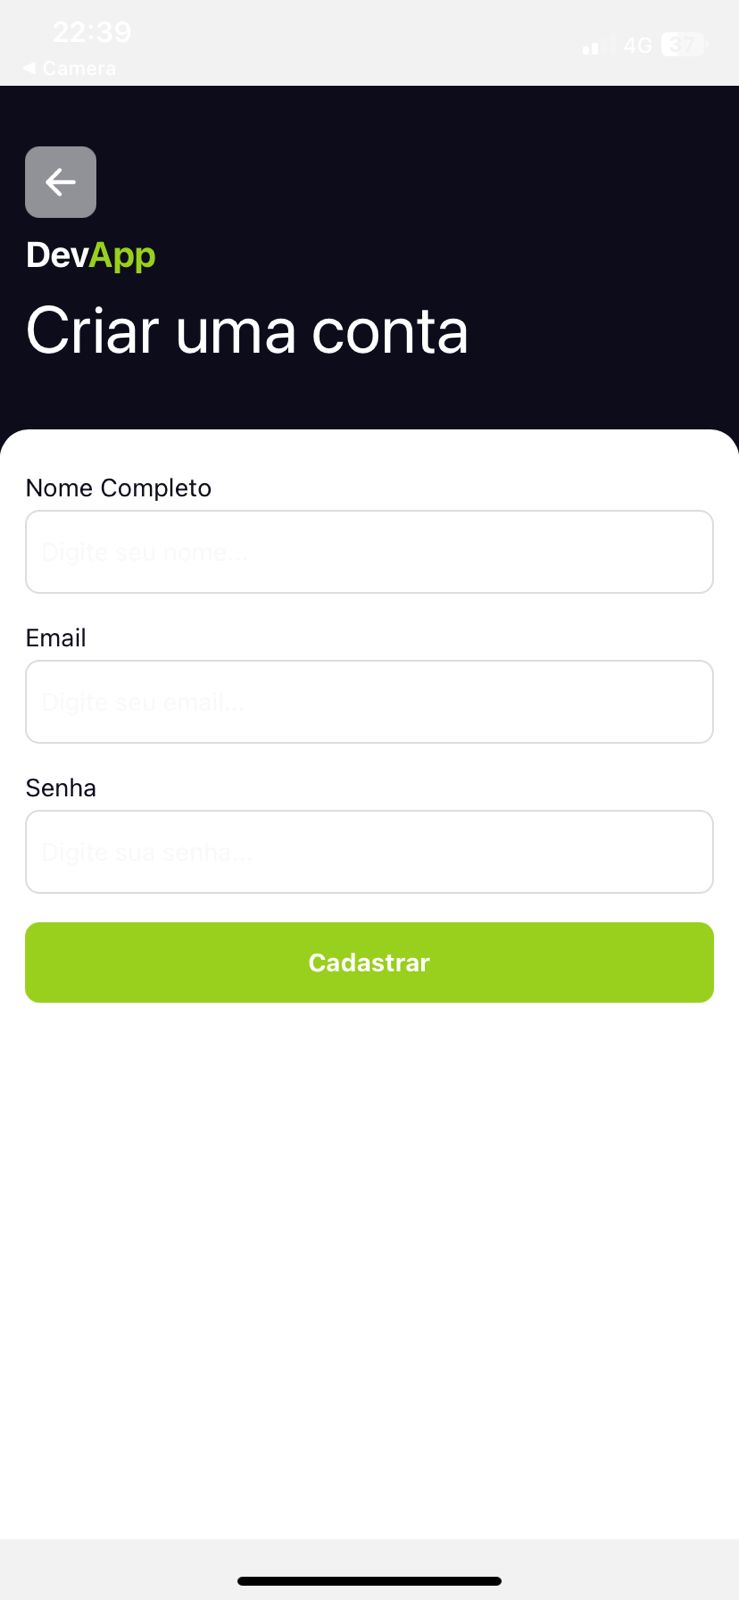 22:39
◀ Camera
4G 37
DevApp
Criar uma conta
Nome Completo
Digite seu nome...
Email
Digite seu email...
Senha
Digite sua senha...
Cadastrar